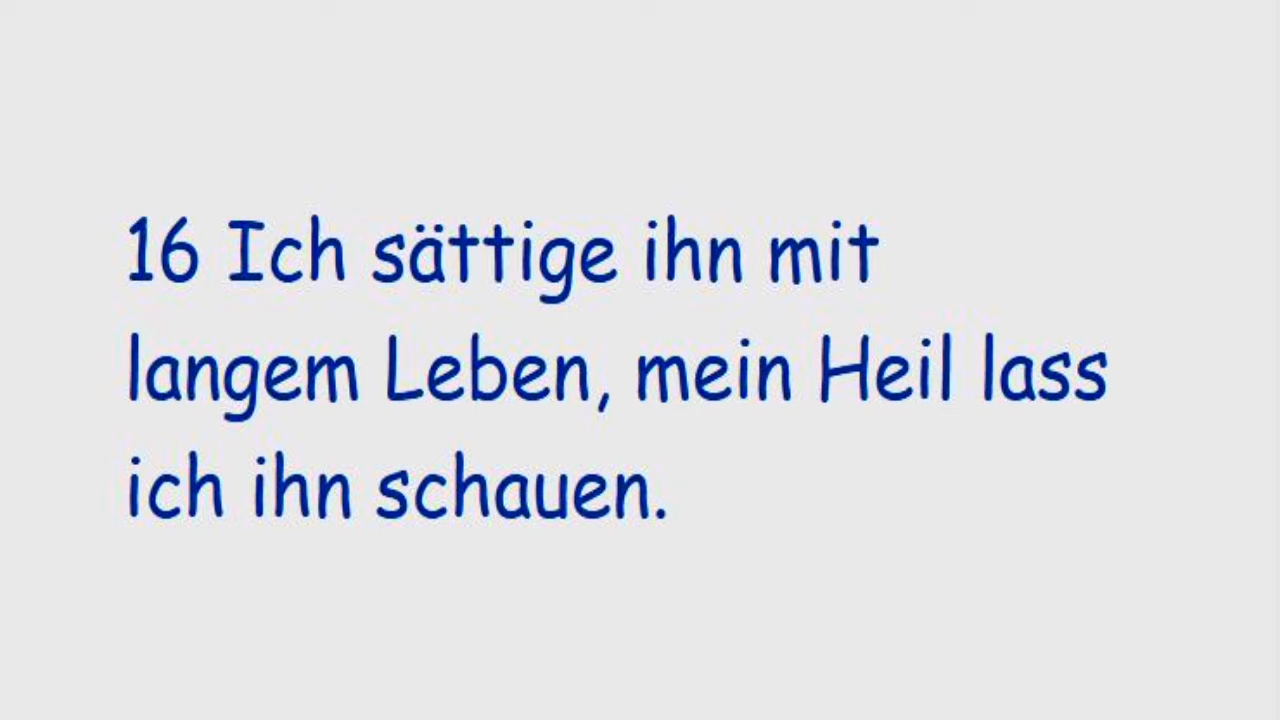 16 Ich sättige ihn mit
langem Leben, mein Heil lass
ich ihn schauen.